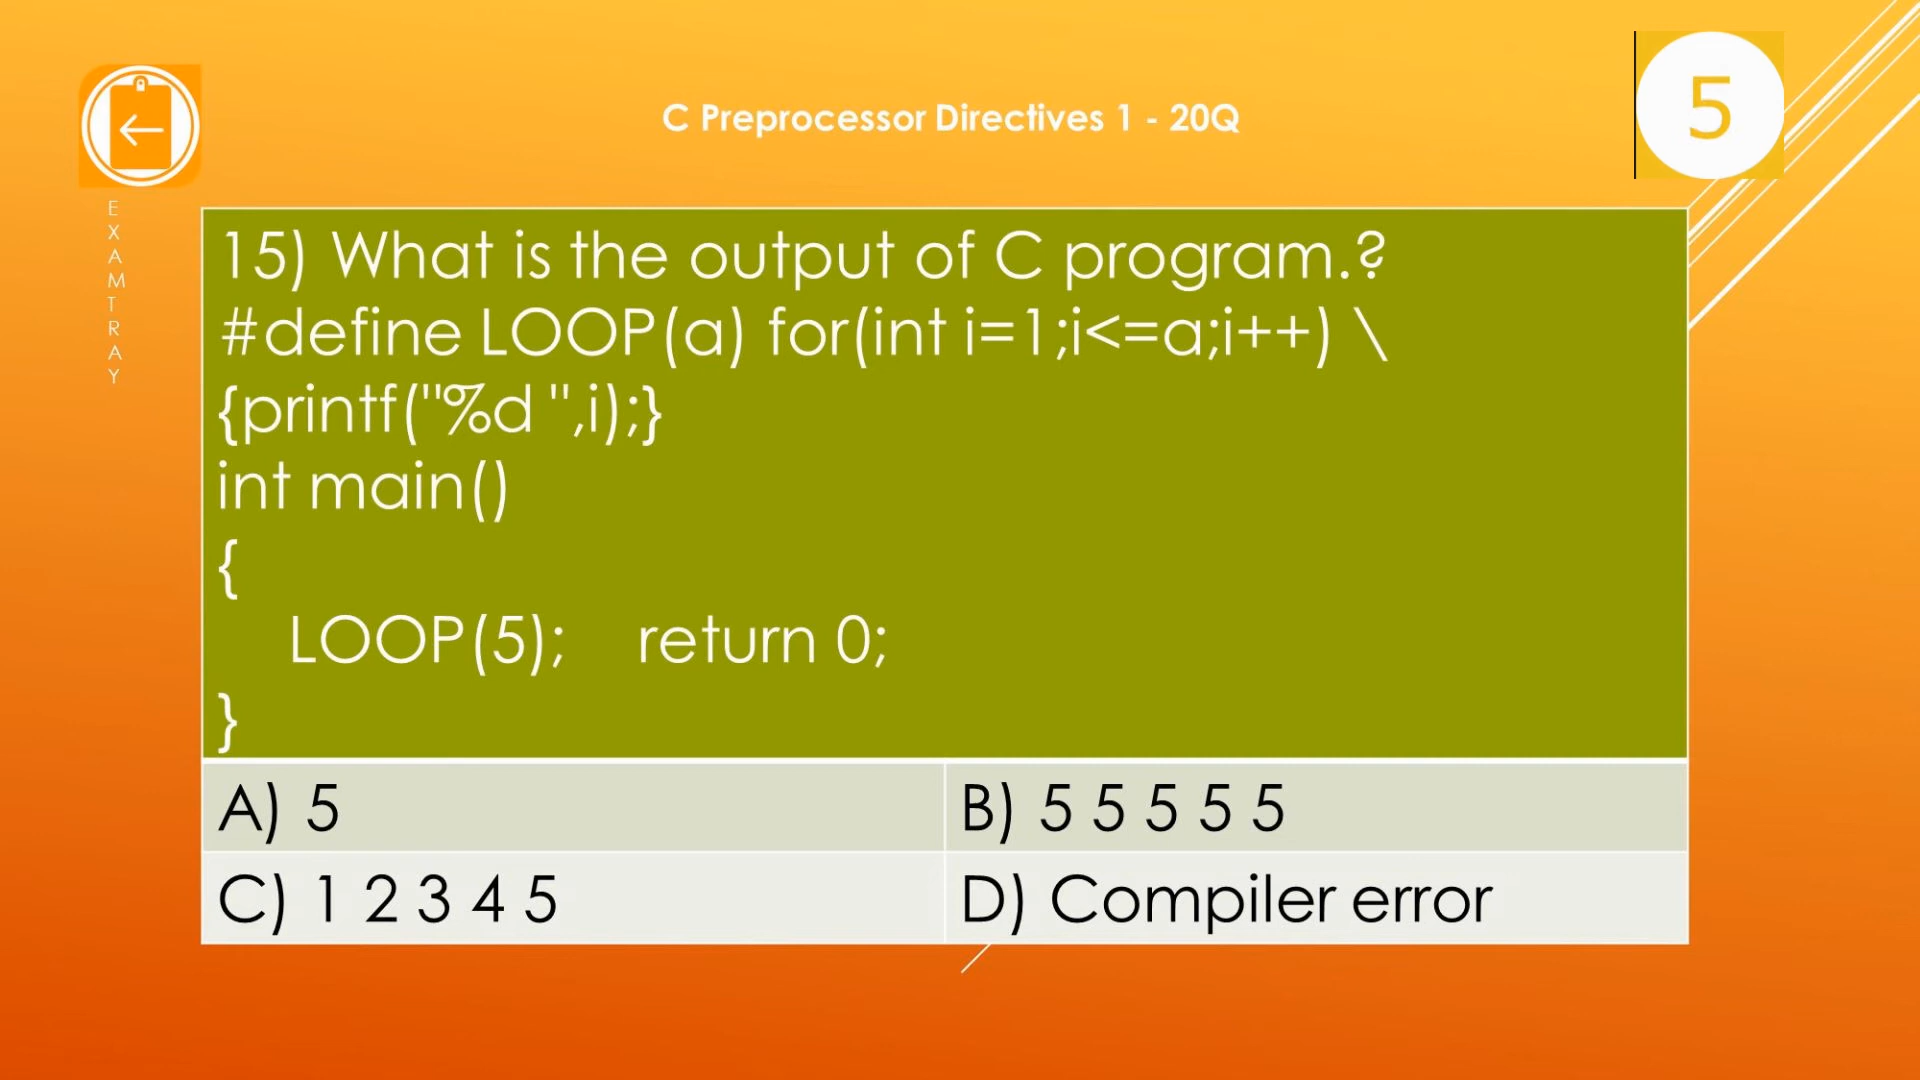 C Preprocessor Directives 1 - 20Q
5
E
X
A
M
T
R
A
Y
15) What is the output of C program.?
#define LOOP(a) for(int i=1;i<=a;i++) \
{printf("%d ",i);}
int main()
{
LOOP(5); return 0;
}
A) 5
B) 5 5 5 5 5
C) 1 2 3 4 5
D) Compiler error